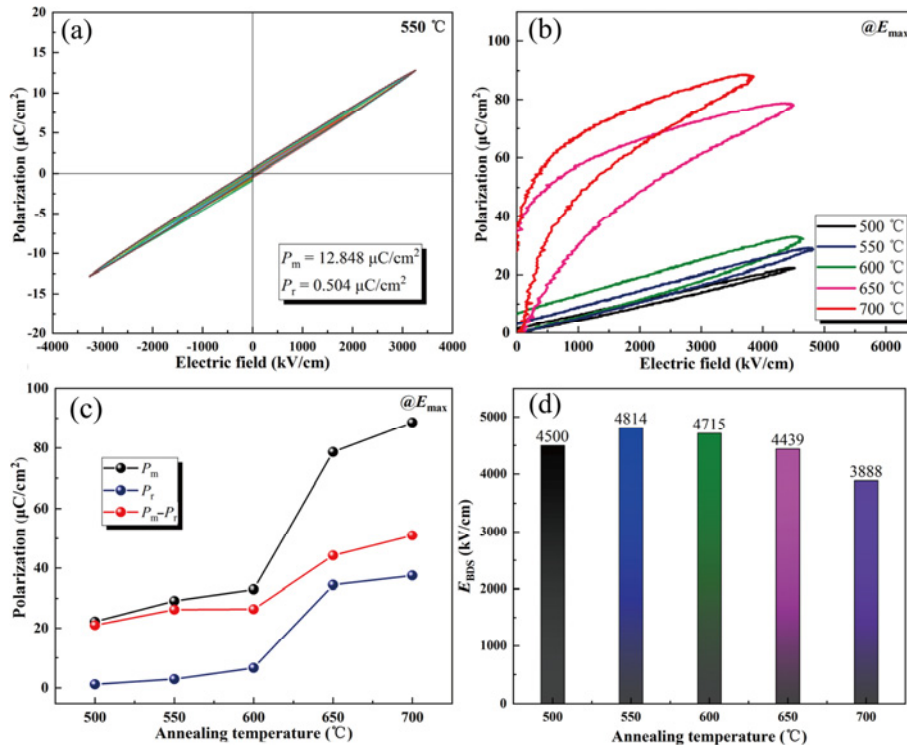 (a)
550 ℃
Polarization (μC/cm²)
20
15
10
5
0
-5
-10
-15
20
Pm = 12.848 μC/cm²
Pr = 0.504 μC/cm²
-4000 -3000 -2000 -1000 0 1000 2000 3000 4000
Electric field (kV/cm)
(b)
@Emax
Polarization (μC/cm²)
100
80
60
40
20
0
500 ℃
550 ℃
600 ℃
650 ℃
700 ℃
0 1000 2000 3000 4000 5000 6000
Electric field (kV/cm)
(c)
@Emax
Polarization (μC/cm²)
100
80
60
40
20
0
Pm
Pr
Pm–Pr
500 550 600 650 700
Annealing temperature (℃)
(d)
EBDS (kV/cm)
5000
4000
3000
2000
1000
0
4500 4814 4715 4439 3888
500 550 600 650 700
Annealing temperature (℃)